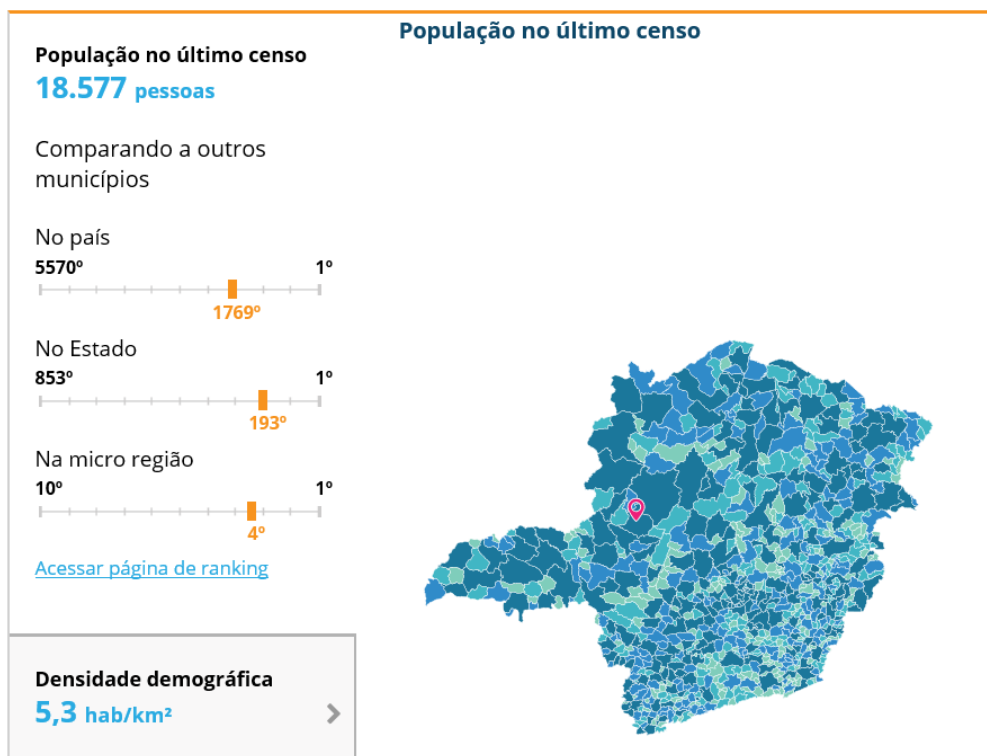 População no último censo
População no último censo
18.577 pessoas
Comparando a outros
municípios
No país
5570º 1º
1769º
No Estado
853º 1º
193º
Na micro região
10º 1º
4º
Acessar página de ranking
Densidade demográfica
5,3 hab/km²